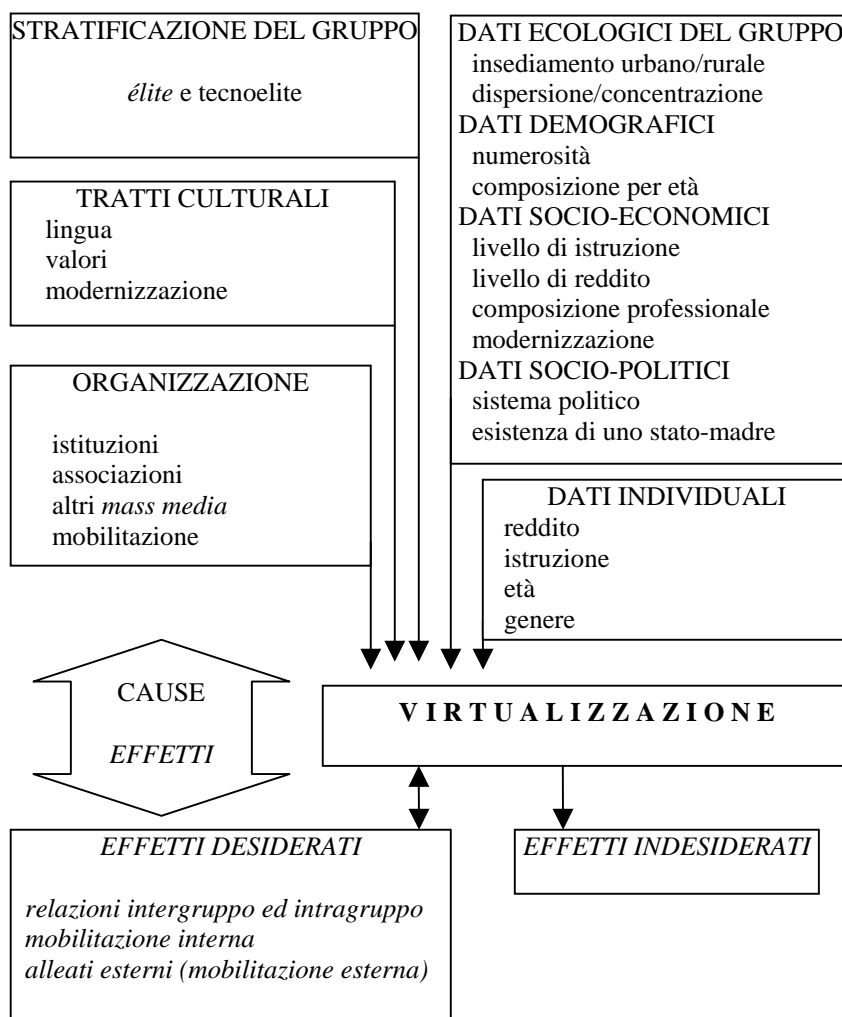 STRATIFICAZIONE DEL GRUPPO
élite e tecnoelite
TRATTI CULTURALI
lingua
valori
modernizzazione
ORGANIZZAZIONE
istituzioni
associazioni
altri mass media
mobilitazione
DATI ECOLOGICI DEL GRUPPO
insediamento urbano/rurale
dispersione/concentrazione
DATI DEMOGRAFICI
numerosità
composizione per età
DATI SOCIO-ECONOMICI
livello di istruzione
livello di reddito
composizione professionale
modernizzazione
DATI SOCIO-POLITICI
sistema politico
esistenza di uno stato-madre
DATI INDIVIDUALI
reddito
istruzione
età
genere
CAUSE
EFFETTI
V I R T U A L I Z Z A Z I O N E
EFFETTI DESIDERATI
relazioni intergruppo ed intragruppo
mobilitazione interna
alleati esterni (mobilitazione esterna)
EFFETTI INDESIDERATI